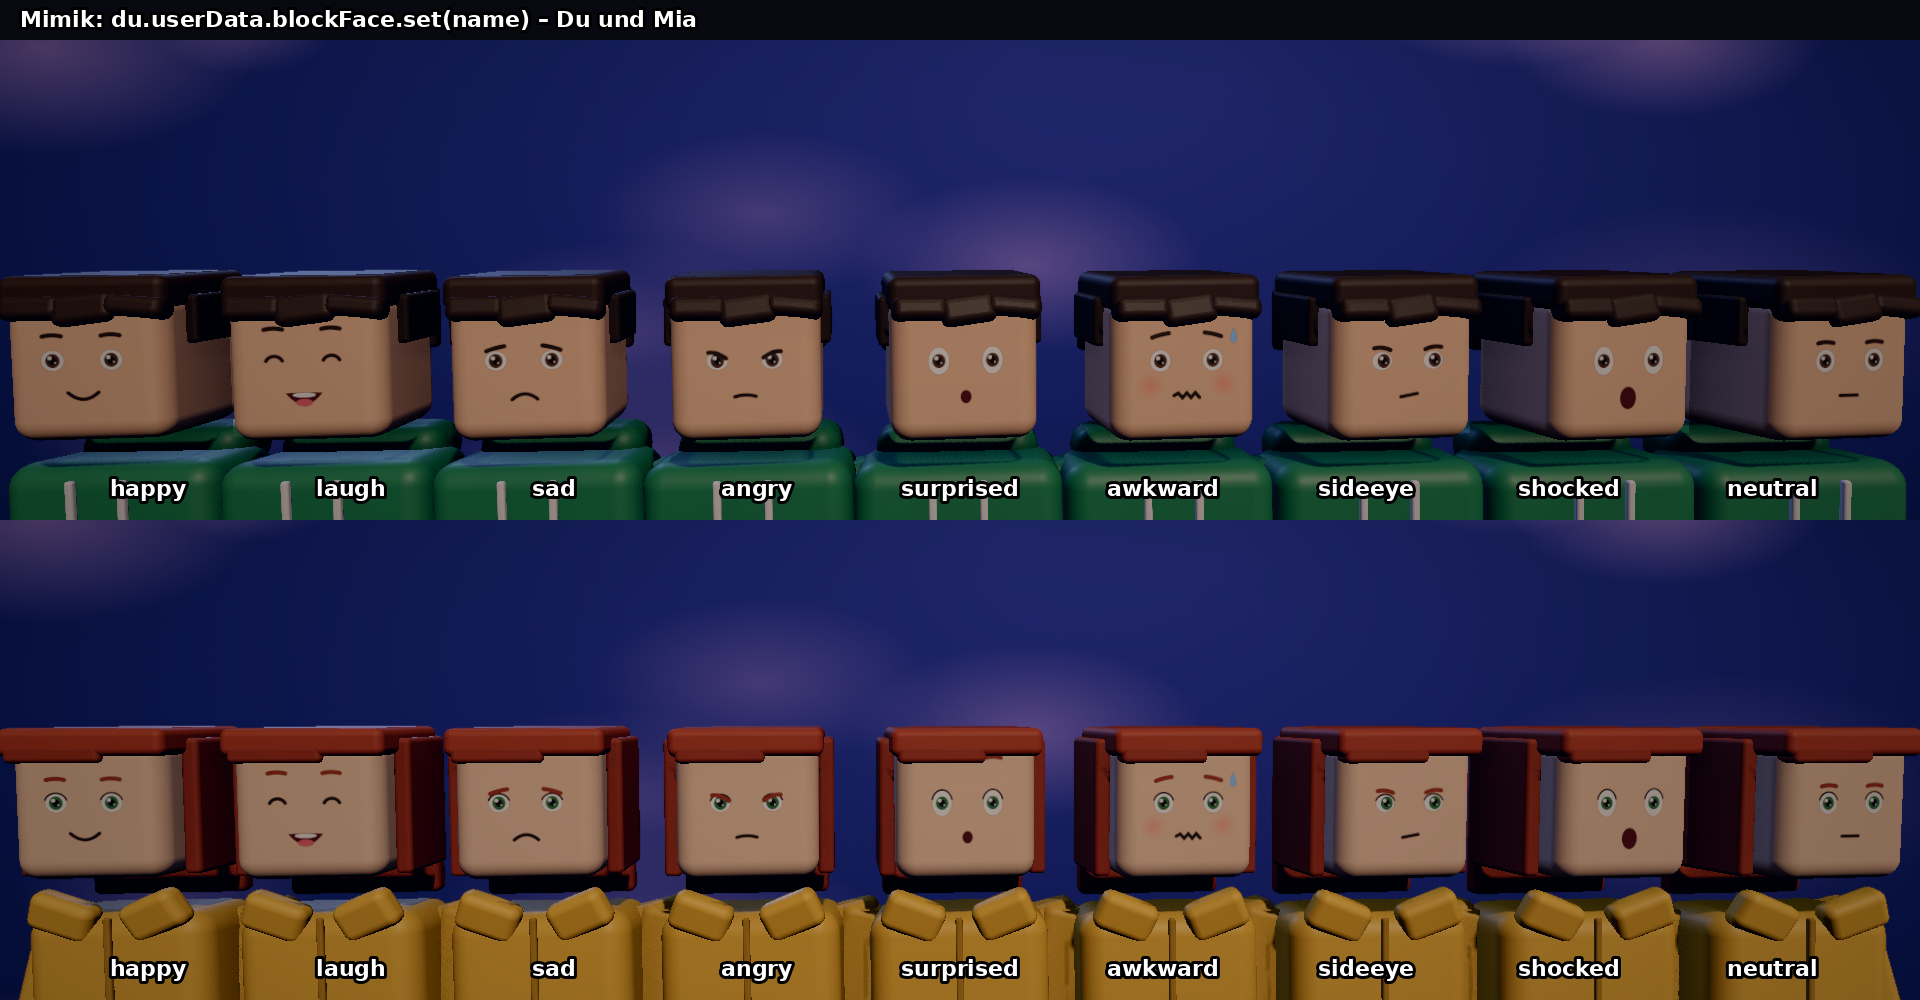 Mimik: du.userData.blockFace.set(name) – Du und Mia
happy laugh sad angry surprised awkward sideeye shocked neutral
happy laugh sad angry surprised awkward sideeye shocked neutral